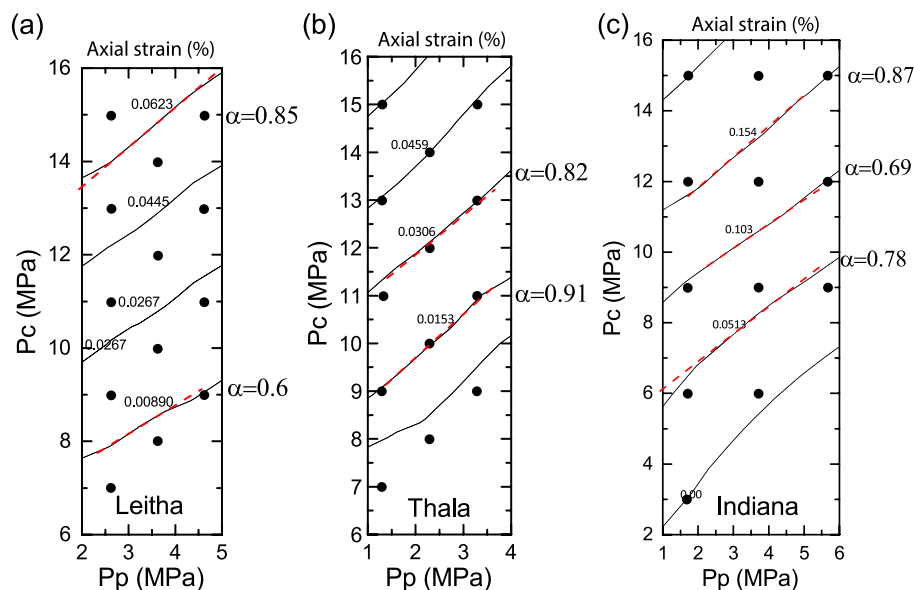 (a)
Axial strain (%)
16
14
12
10
8
6
Pc (MPa)
0.0623
0.0445
0.0267
0.0267
0.00890
α=0.85
α=0.6
Leitha
2 3 4 5
Pp (MPa)
(b)
Axial strain (%)
16
15
14
13
12
11
10
9
8
7
6
0.0459
0.0306
0.0153
α=0.82
α=0.91
Thala
1 2 3 4
Pp (MPa)
(c)
Axial strain (%)
16
14
12
10
8
6
4
2
Pc (MPa)
0.154
0.103
0.0513
0.00
α=0.87
α=0.69
α=0.78
Indiana
1 2 3 4 5 6
Pp (MPa)